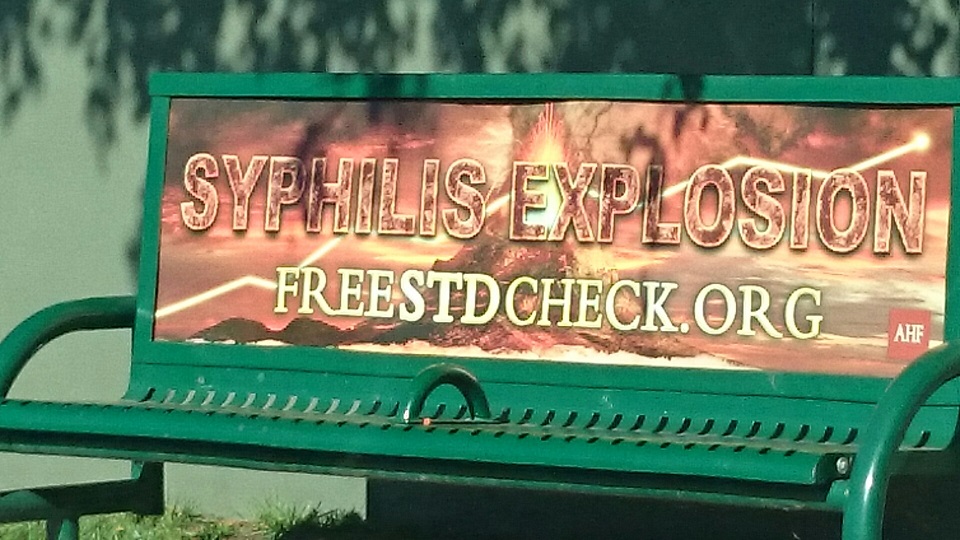 SYPHILIS EXPLOSION
FREESTDCHECK.ORG
AHF